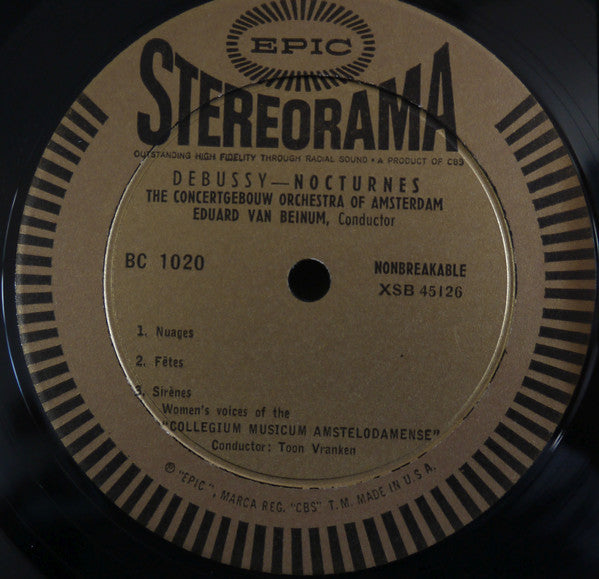 EPIC
STEREORAMA
OUTSTANDING HIGH FIDELITY THROUGH RADIAL SOUND • A PRODUCT OF CBS
DEBUSSY—NOCTURNES
THE CONCERTGEBOUW ORCHESTRA OF AMSTERDAM
EDUARD VAN BEINUM, Conductor
BC 1020
NONBREAKABLE
XSB 45126
1. Nuages
2. Fêtes
3. Sirènes
Women's voices of the
"COLLEGIUM MUSICUM AMSTELODAMENSE"
Conductor: Toon Vranken
℗ "EPIC", MARCA REG. "CBS" T.M. MADE IN U.S.A.